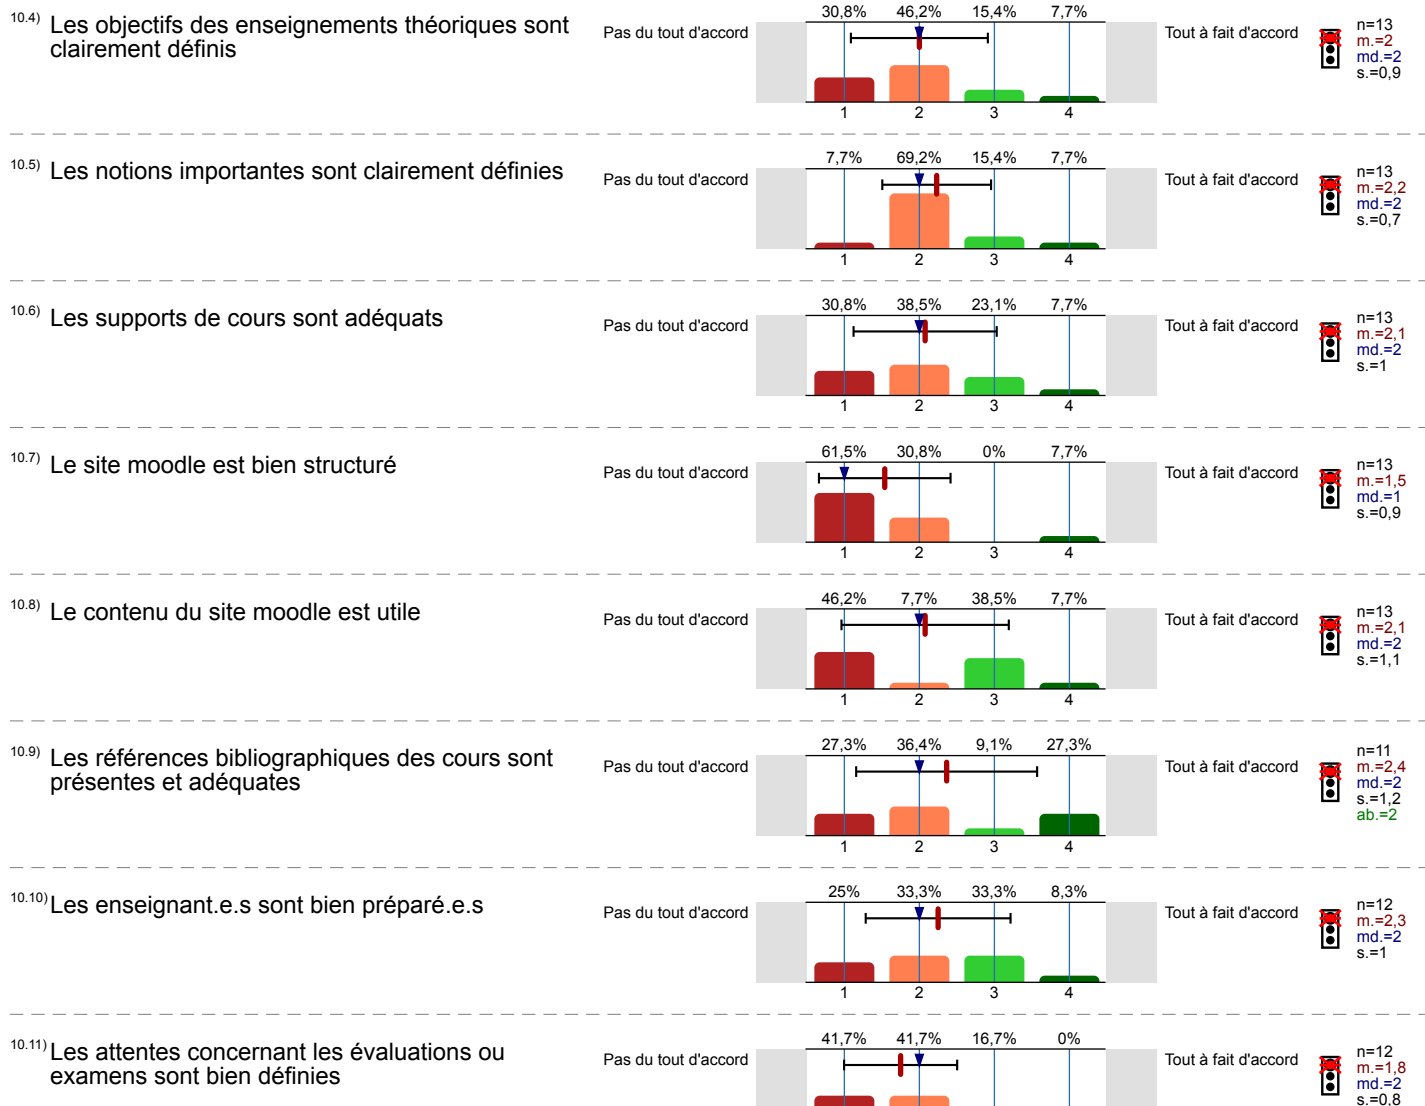 30,8% 46,2% 15,4% 7,7%
10.4) Les objectifs des enseignements théoriques sont
clairement définis
Pas du tout d'accord
Tout à fait d'accord
n=13
m.=2
md.=2
s.=0,9
1 2 3 4
7,7% 69,2% 15,4% 7,7%
10.5) Les notions importantes sont clairement définies
Pas du tout d'accord
Tout à fait d'accord
n=13
m.=2,2
md.=2
s.=0,7
1 2 3 4
30,8% 38,5% 23,1% 7,7%
10.6) Les supports de cours sont adéquats
Pas du tout d'accord
Tout à fait d'accord
n=13
m.=2,1
md.=2
s.=1
1 2 3 4
61,5% 30,8% 0% 7,7%
10.7) Le site moodle est bien structuré
Pas du tout d'accord
Tout à fait d'accord
n=13
m.=1,5
md.=1
s.=0,9
1 2 3 4
46,2% 7,7% 38,5% 7,7%
10.8) Le contenu du site moodle est utile
Pas du tout d'accord
Tout à fait d'accord
n=13
m.=2,1
md.=2
s.=1,1
1 2 3 4
27,3% 36,4% 9,1% 27,3%
10.9) Les références bibliographiques des cours sont
présentes et adéquates
Pas du tout d'accord
Tout à fait d'accord
n=11
m.=2,4
md.=2
s.=1,2
ab.=2
1 2 3 4
25% 33,3% 33,3% 8,3%
10.10) Les enseignant.e.s sont bien préparé.e.s
Pas du tout d'accord
Tout à fait d'accord
n=12
m.=2,3
md.=2
s.=1
1 2 3 4
41,7% 41,7% 16,7% 0%
10.11) Les attentes concernant les évaluations ou
examens sont bien définies
Pas du tout d'accord
Tout à fait d'accord
n=12
m.=1,8
md.=2
s.=0,8